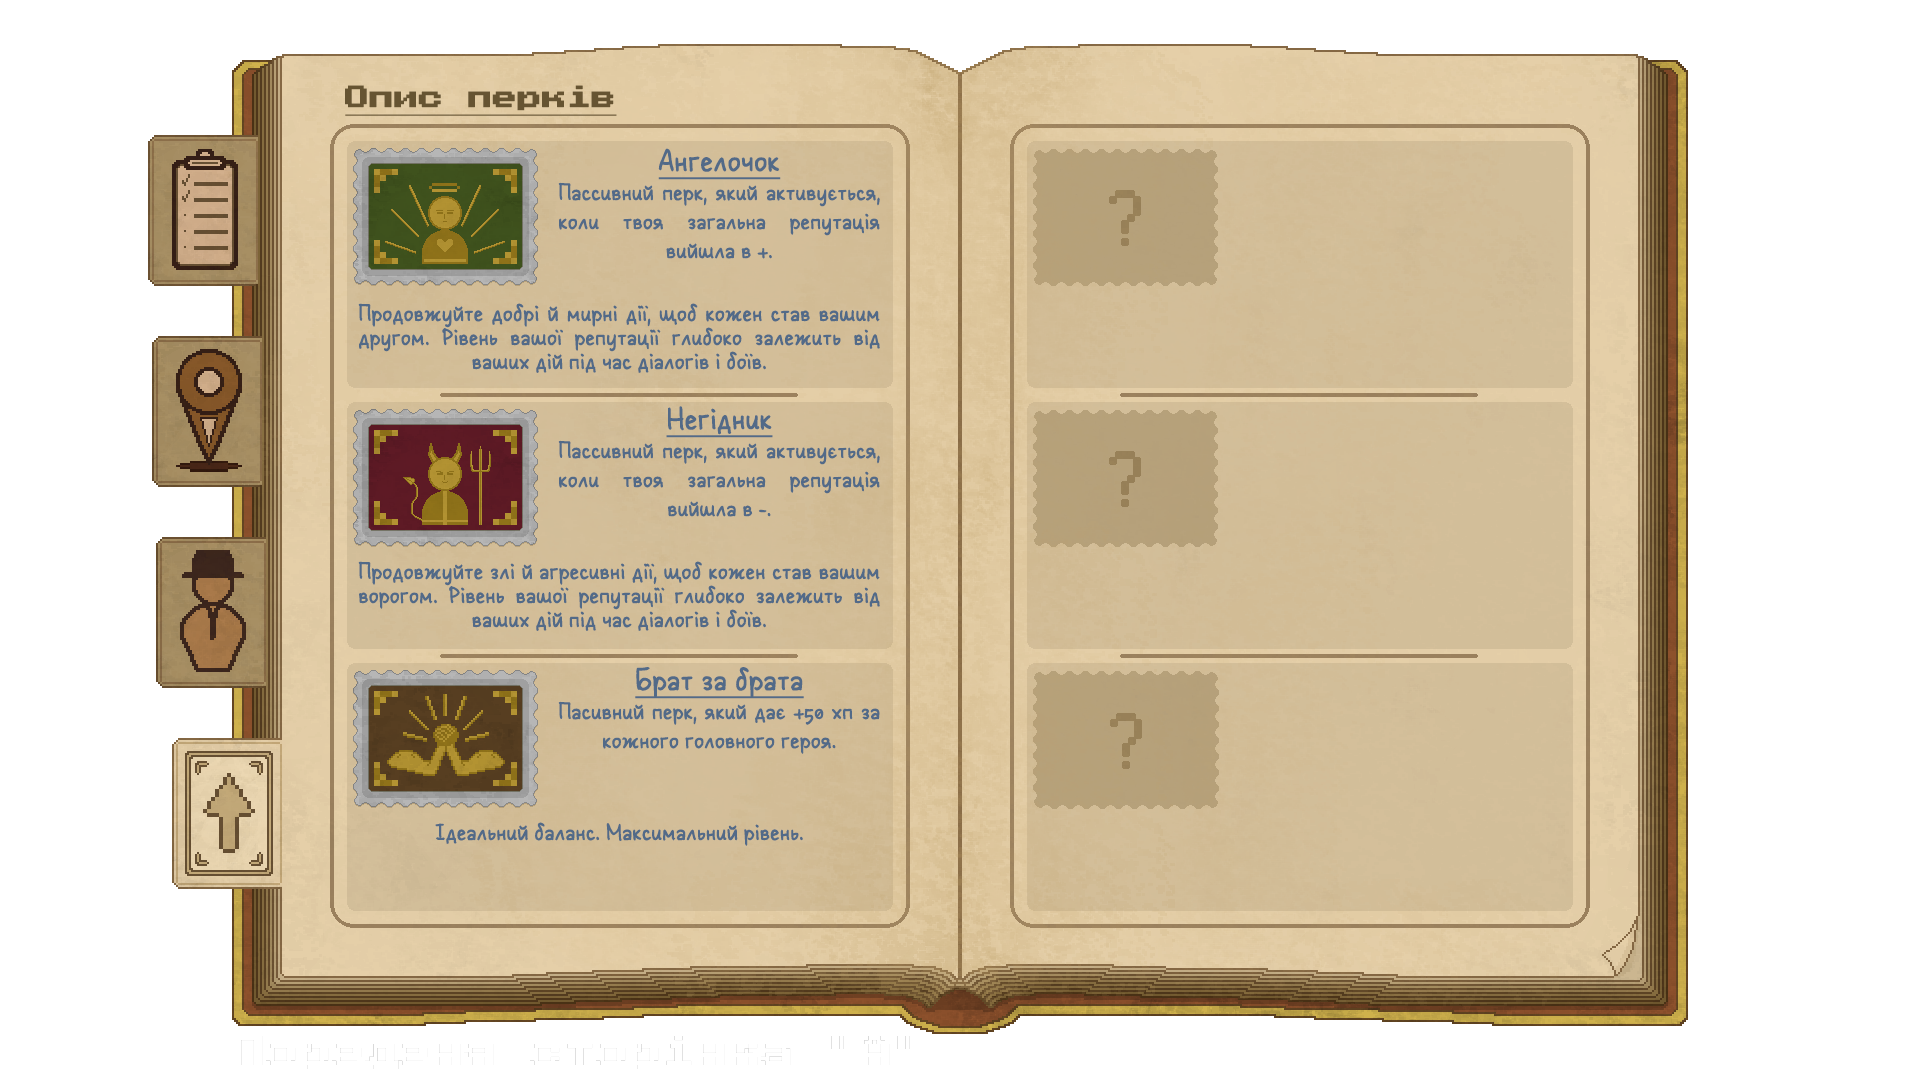 Опис перків
Ангелочок
Пассивний перк, який активується,
коли твоя загальна репутація
вийшла в +.
Продовжуйте добрі й мирні дії, щоб кожен став вашим
другом. Рівень вашої репутації глибоко залежить від
ваших дій під час діалогів і боїв.
Негідник
Пассивний перк, який активується,
коли твоя загальна репутація
вийшла в -.
Продовжуйте злі й агресивні дії, щоб кожен став вашим
ворогом. Рівень вашої репутації глибоко залежить від
ваших дій під час діалогів і боїв.
Брат за брата
Пасивний перк, який дає +50 хп за
кожного головного героя.
Ідеальний баланс. Максимальний рівень.
?
?
?